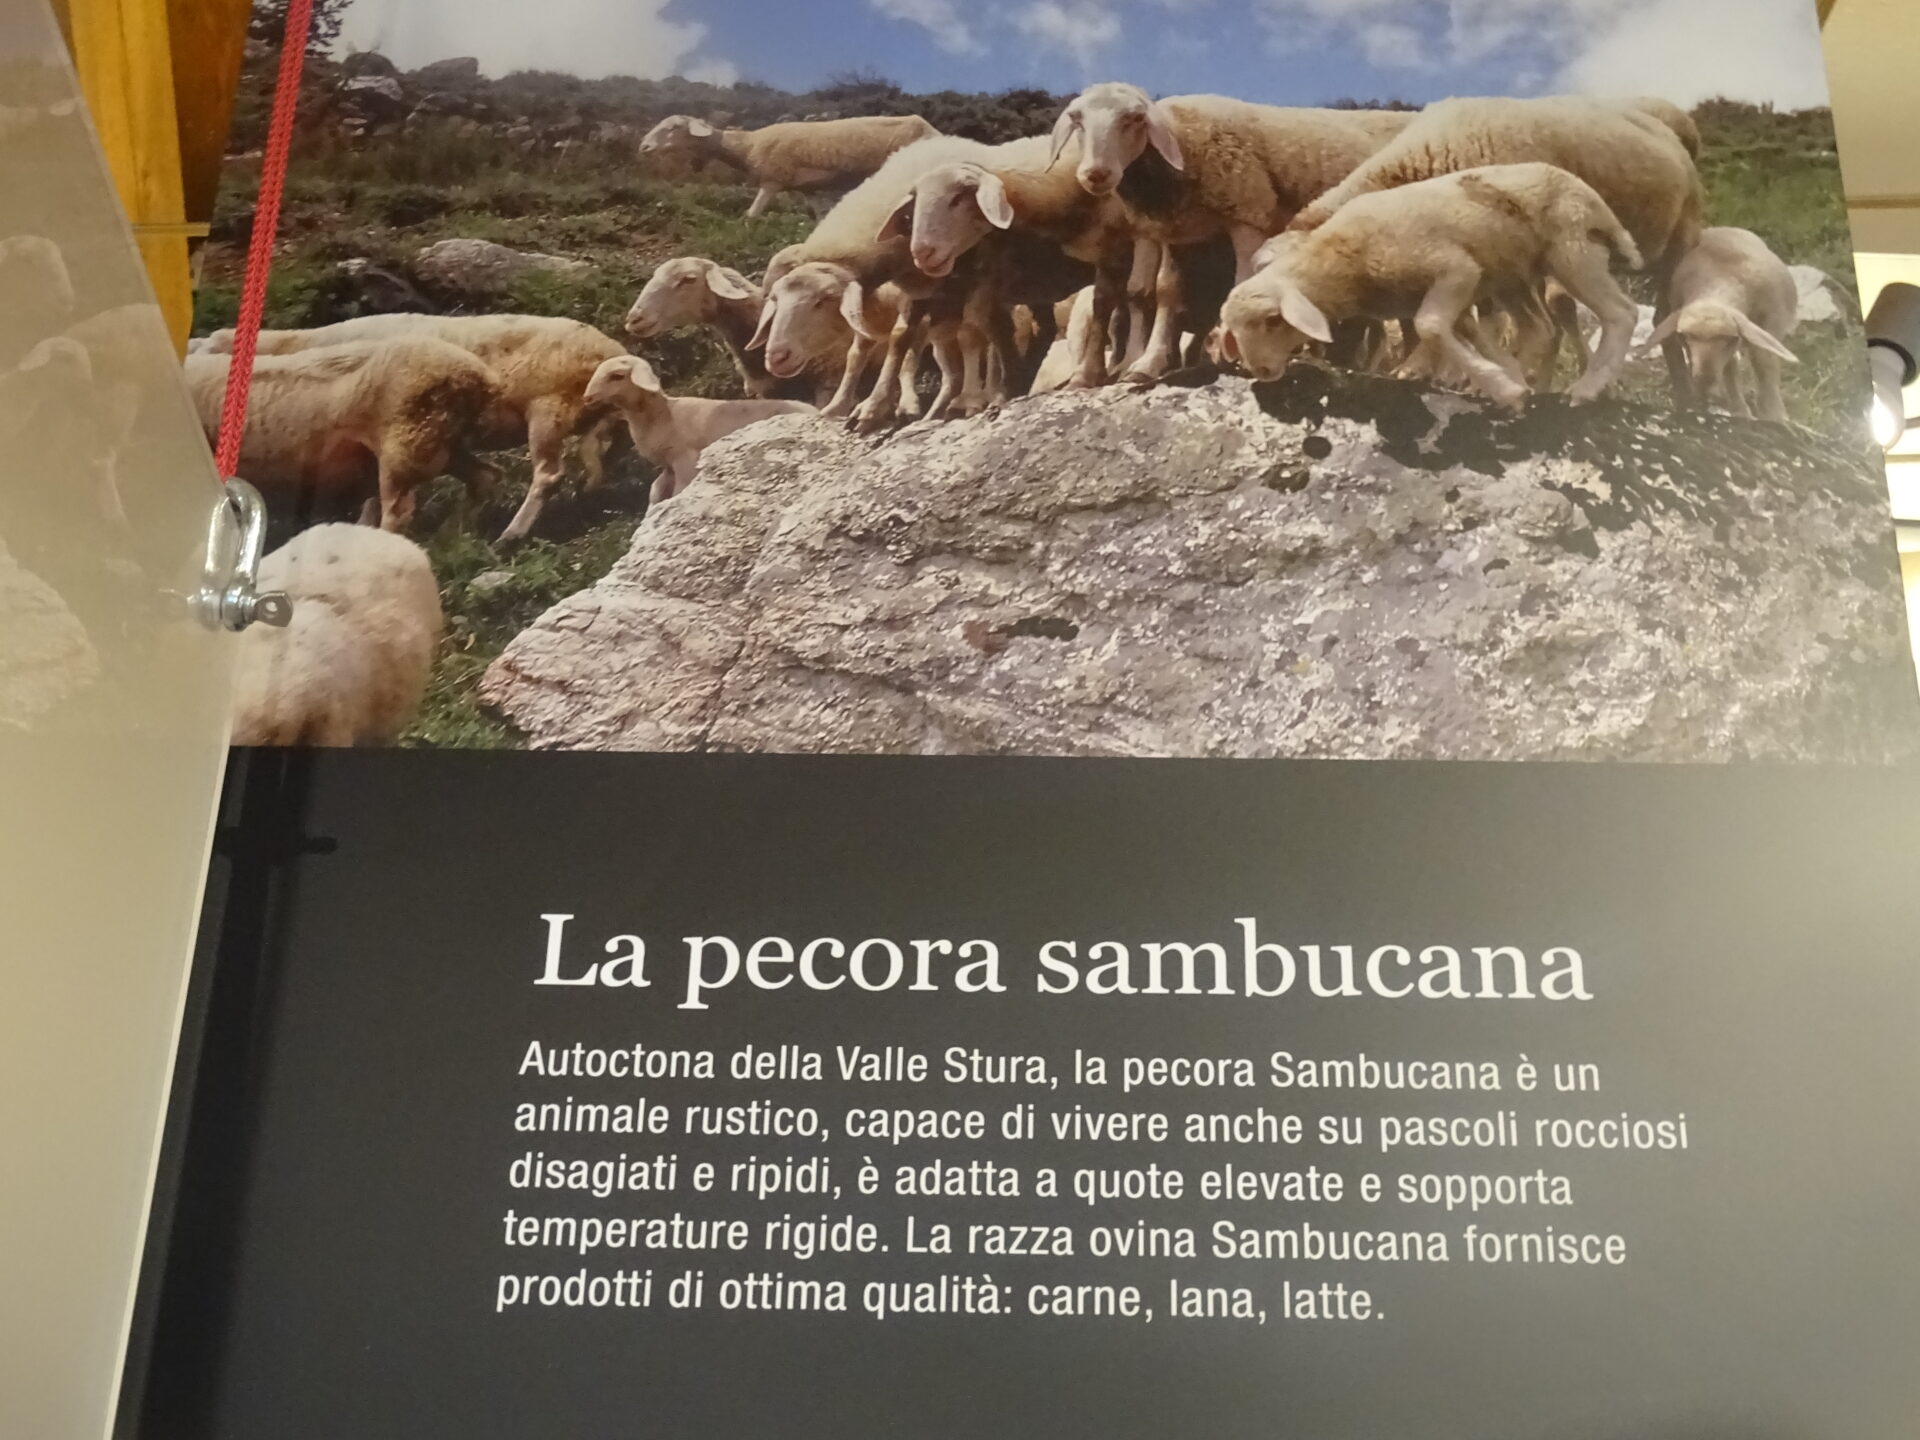 La pecora sambucana
Autoctona della Valle Stura, la pecora Sambucana è un
animale rustico, capace di vivere anche su pascoli rocciosi
disagiati e ripidi, è adatta a quote elevate e sopporta
temperature rigide. La razza ovina Sambucana fornisce
prodotti di ottima qualità: carne, lana, latte.